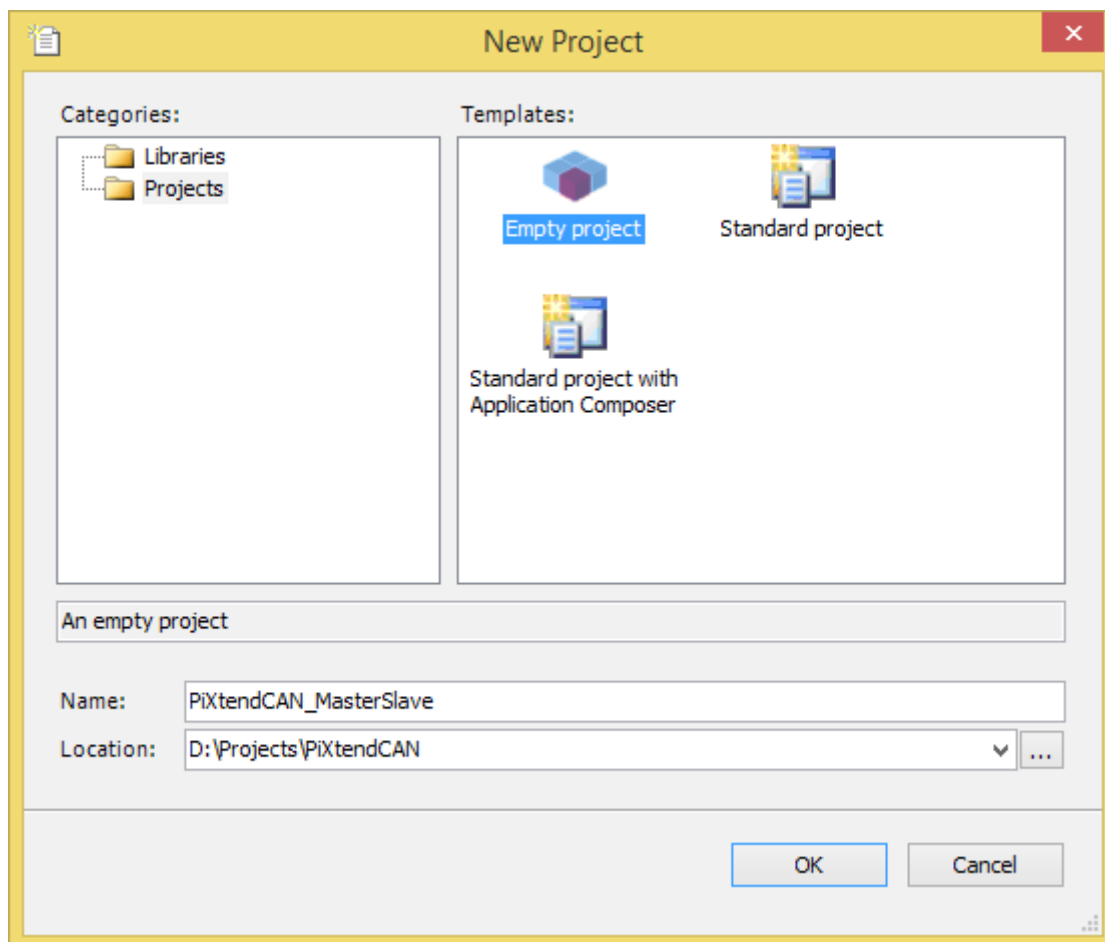 New Project
Categories:
Templates:
Libraries
Projects
Empty project
Standard project
Standard project with
Application Composer
An empty project
Name:
PiXtendCAN_MasterSlave
Location:
D:\Projects\PiXtendCAN
...
OK
Cancel